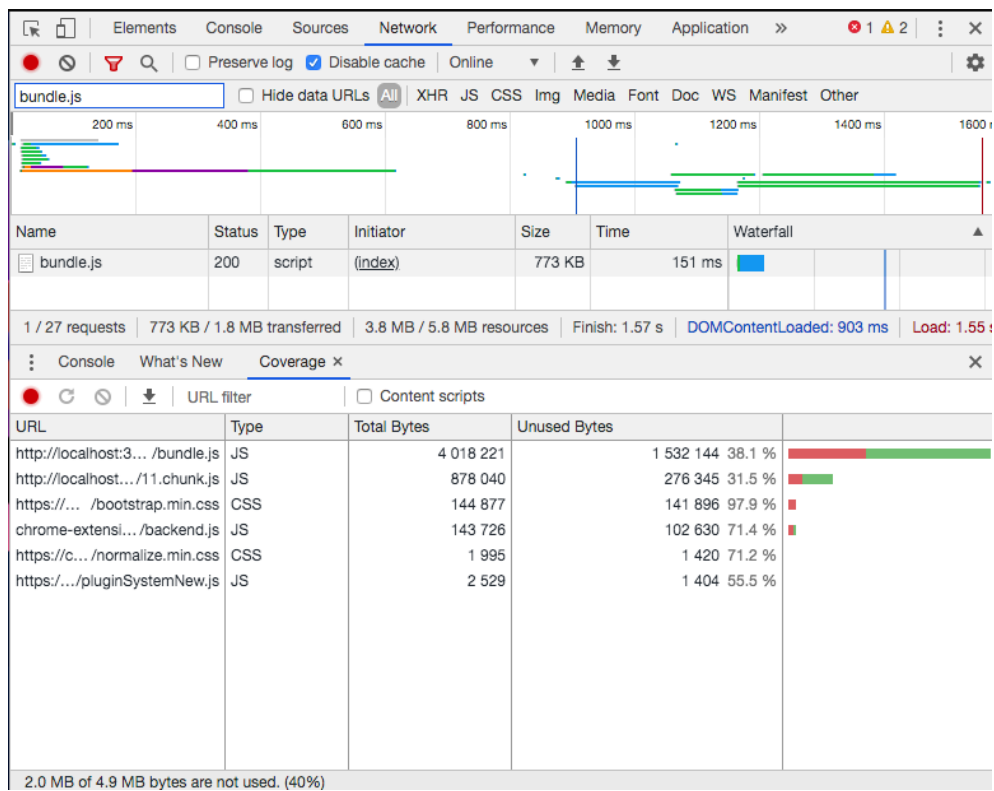 Elements Console Sources Network Performance Memory Application » 1 2
Preserve log Disable cache Online
bundle.js Hide data URLs All XHR JS CSS Img Media Font Doc WS Manifest Other
200 ms 400 ms 600 ms 800 ms 1000 ms 1200 ms 1400 ms 1600
Name Status Type Initiator Size Time Waterfall
bundle.js 200 script (index) 773 KB 151 ms
1 / 27 requests 773 KB / 1.8 MB transferred 3.8 MB / 5.8 MB resources Finish: 1.57 s DOMContentLoaded: 903 ms Load: 1.55 s
Console What's New Coverage ×
URL filter Content scripts
URL Type Total Bytes Unused Bytes
http://localhost:3... /bundle.js JS 4 018 221 1 532 144 38.1 %
http://localhost.../11.chunk.js JS 878 040 276 345 31.5 %
https://... /bootstrap.min.css CSS 144 877 141 896 97.9 %
chrome-extensi... /backend.js JS 143 726 102 630 71.4 %
https://c... /normalize.min.css CSS 1 995 1 420 71.2 %
https:/.../pluginSystemNew.js JS 2 529 1 404 55.5 %
2.0 MB of 4.9 MB bytes are not used. (40%)